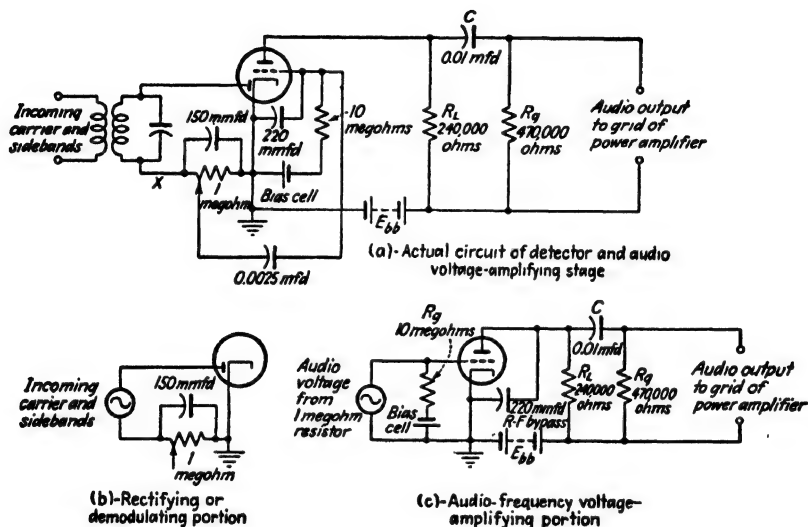 C
0.01 mfd
Incoming
carrier and
sidebands
150 mmfd
220
mmfd
10
megohms
R_L
240,000
ohms
R_g
470,000
ohms
Audio output
to grid of
power amplifier
X
1
megohm
Bias cell
E_bb
0.0025 mfd
(a)-Actual circuit of detector and audio
voltage-amplifying stage
Incoming
carrier and
sidebands
150 mmfd
1
megohm
(b)-Rectifying or
demodulating portion
R_g
10 megohms
Audio
voltage
from
1 megohm
resistor
Bias
cell
220 mmfd
R-F bypass
E_bb
C
0.01 mfd
R_L
240,000
ohms
R_g
470,000
ohms
Audio output
to grid of
power amplifier
(c)-Audio-frequency voltage-
amplifying portion